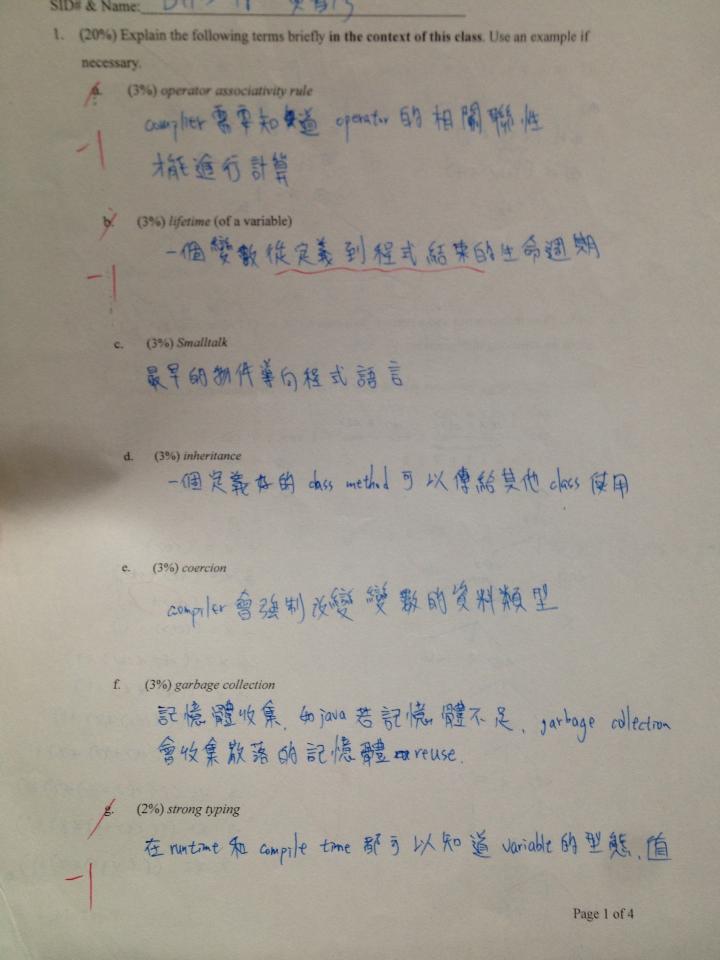 SID# & Name:
1. (20%) Explain the following terms briefly in the context of this class. Use an example if
necessary.
a. (3%) operator associativity rule
complier 需要知道 operator 的相關聯性
才能進行計算
-1
b. (3%) lifetime (of a variable)
一個變數從定義到程式結束的生命週期
-1
c. (3%) Smalltalk
最早的物件導向程式語言
d. (3%) inheritance
一個定義好的 class method 可以傳給其他 class 使用
e. (3%) coercion
compiler 會強制改變變數的資料類型
f. (3%) garbage collection
記憶體收集, 如java 若記憶體不足, garbage collection
會收集散落的記憶體 reuse.
g. (2%) strong typing
在 runtime 和 compile time 都可以知道 variable 的型態、值
-1
Page 1 of 4